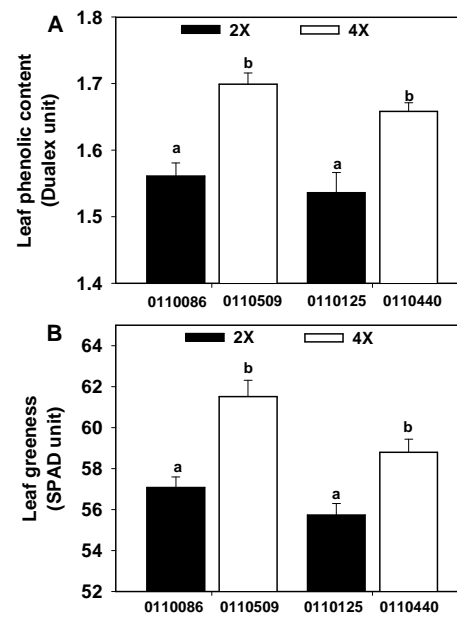 A
2X
4X
1.8
1.7
1.6
1.5
1.4
Leaf phenolic content
(Dualex unit)
a
b
a
b
0110086
0110509
0110125
0110440
B
2X
4X
64
62
60
58
56
54
52
Leaf greeness
(SPAD unit)
a
b
a
b
0110086
0110509
0110125
0110440